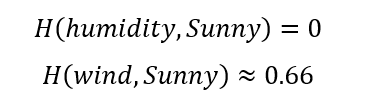 H(humidity, Sunny) = 0
H(wind, Sunny) ≈ 0.66